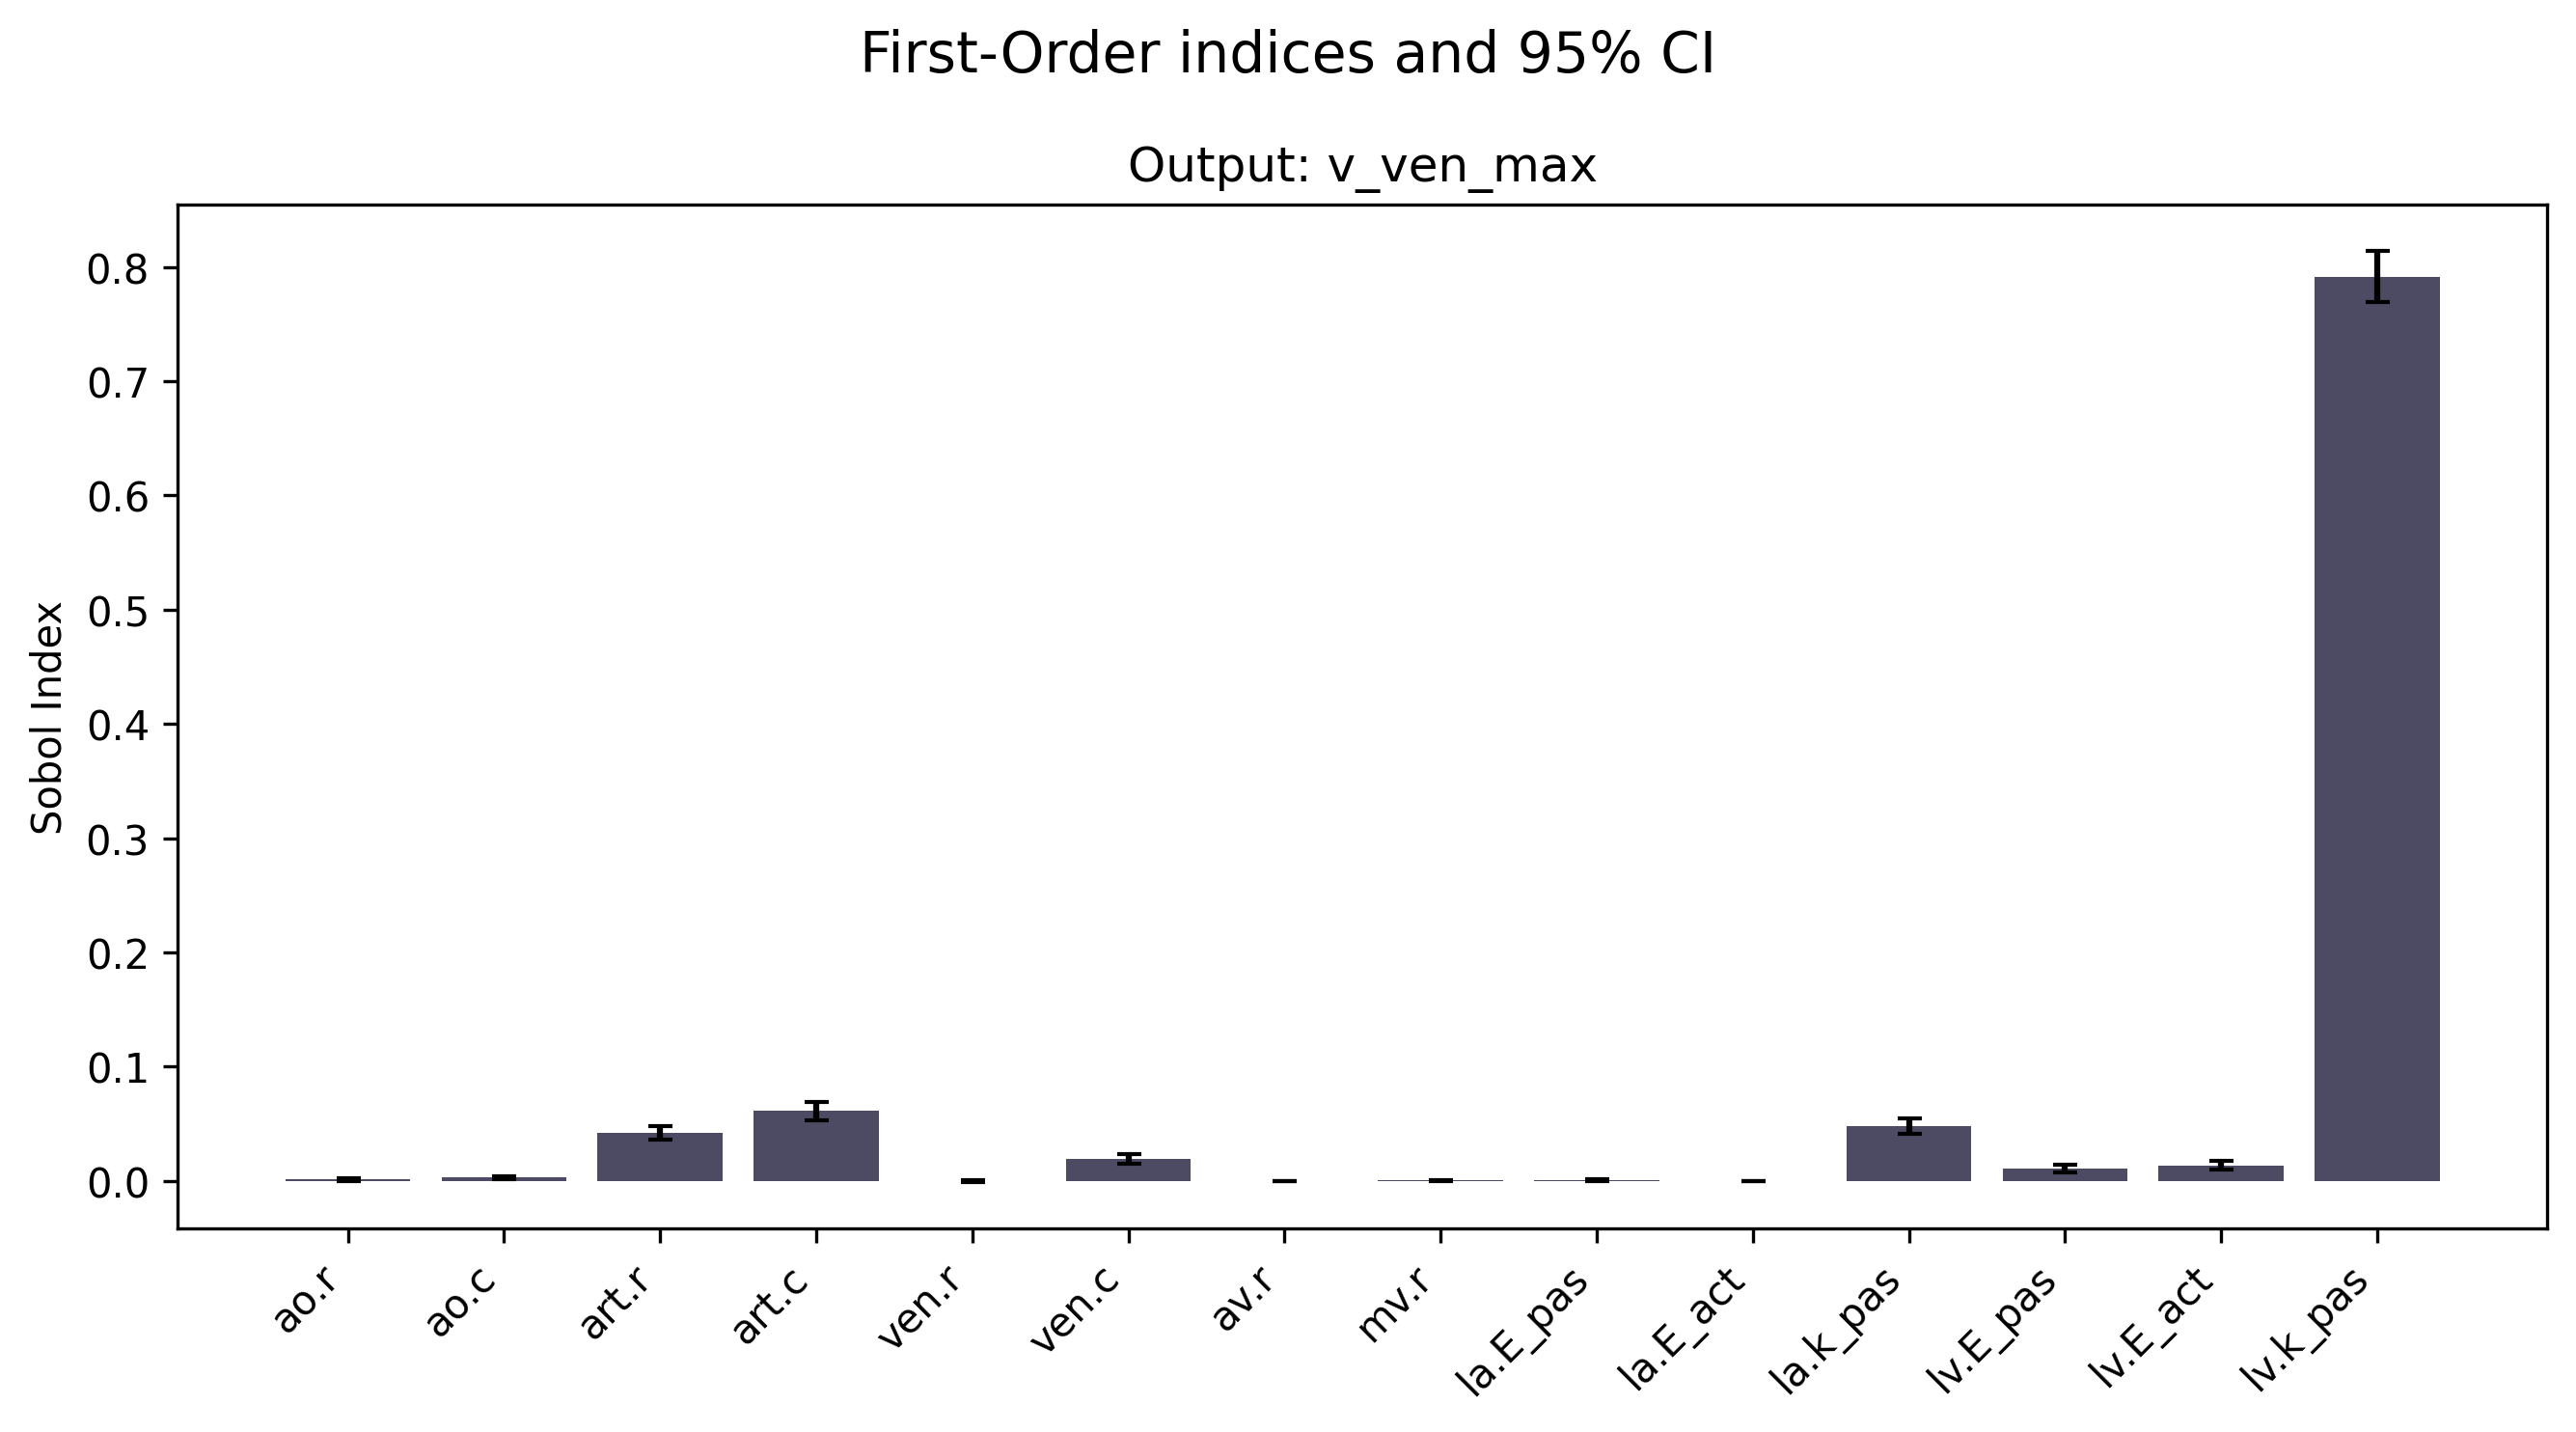 First-Order indices and 95% CI
Output: v_ven_max
Sobol Index
0.8
0.7
0.6
0.5
0.4
0.3
0.2
0.1
0.0
ao.r
ao.c
art.r
art.c
ven.r
ven.c
av.r
mv.r
la.E_pas
la.E_act
la.k_pas
lv.E_pas
lv.E_act
lv.k_pas